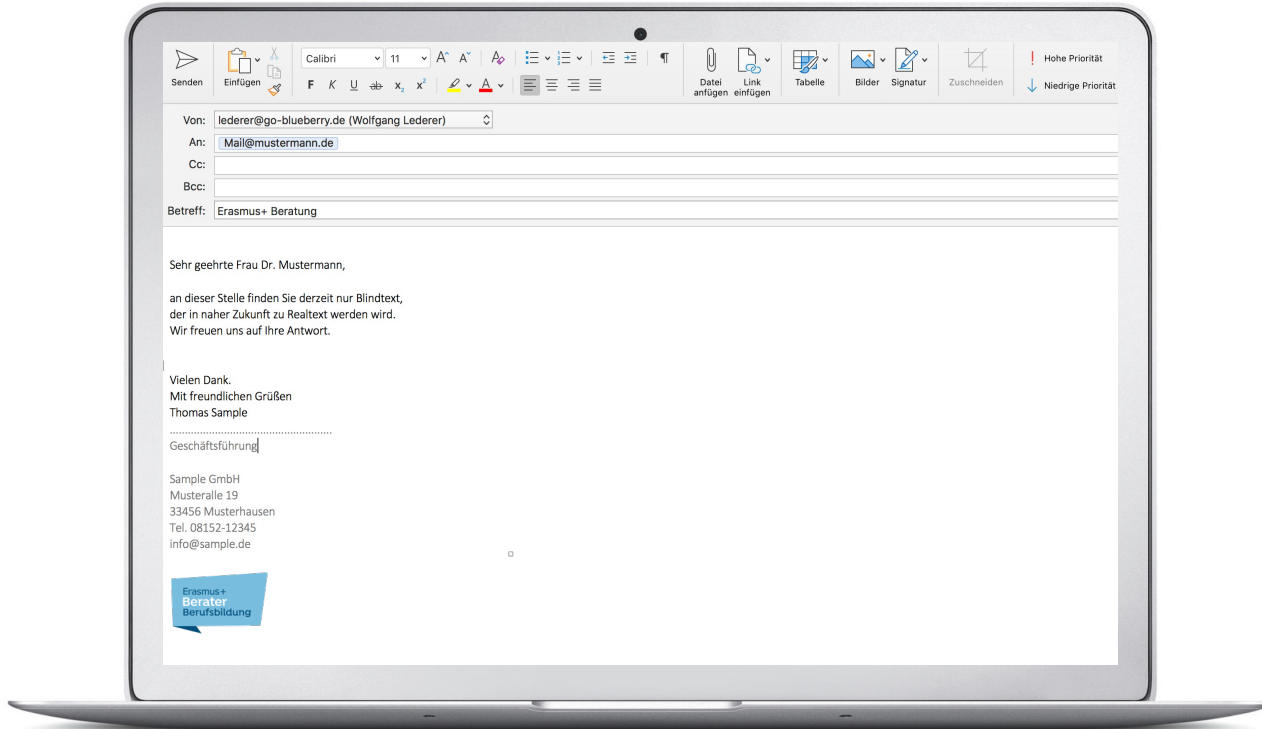 Senden
Einfügen
Calibri
11
F K U ab x₂ x²
Datei anfügen
Link einfügen
Tabelle
Bilder
Signatur
Zuschneiden
Hohe Priorität
Niedrige Priorität
Von: lederer@go-blueberry.de (Wolfgang Lederer)
An: Mail@mustermann.de
Cc:
Bcc:
Betreff: Erasmus+ Beratung
Sehr geehrte Frau Dr. Mustermann,
an dieser Stelle finden Sie derzeit nur Blindtext,
der in naher Zukunft zu Realtext werden wird.
Wir freuen uns auf Ihre Antwort.
Vielen Dank.
Mit freundlichen Grüßen
Thomas Sample
......................................................
Geschäftsführung
Sample GmbH
Musteralle 19
33456 Musterhausen
Tel. 08152-12345
info@sample.de
Erasmus+
Berater
Berufsbildung